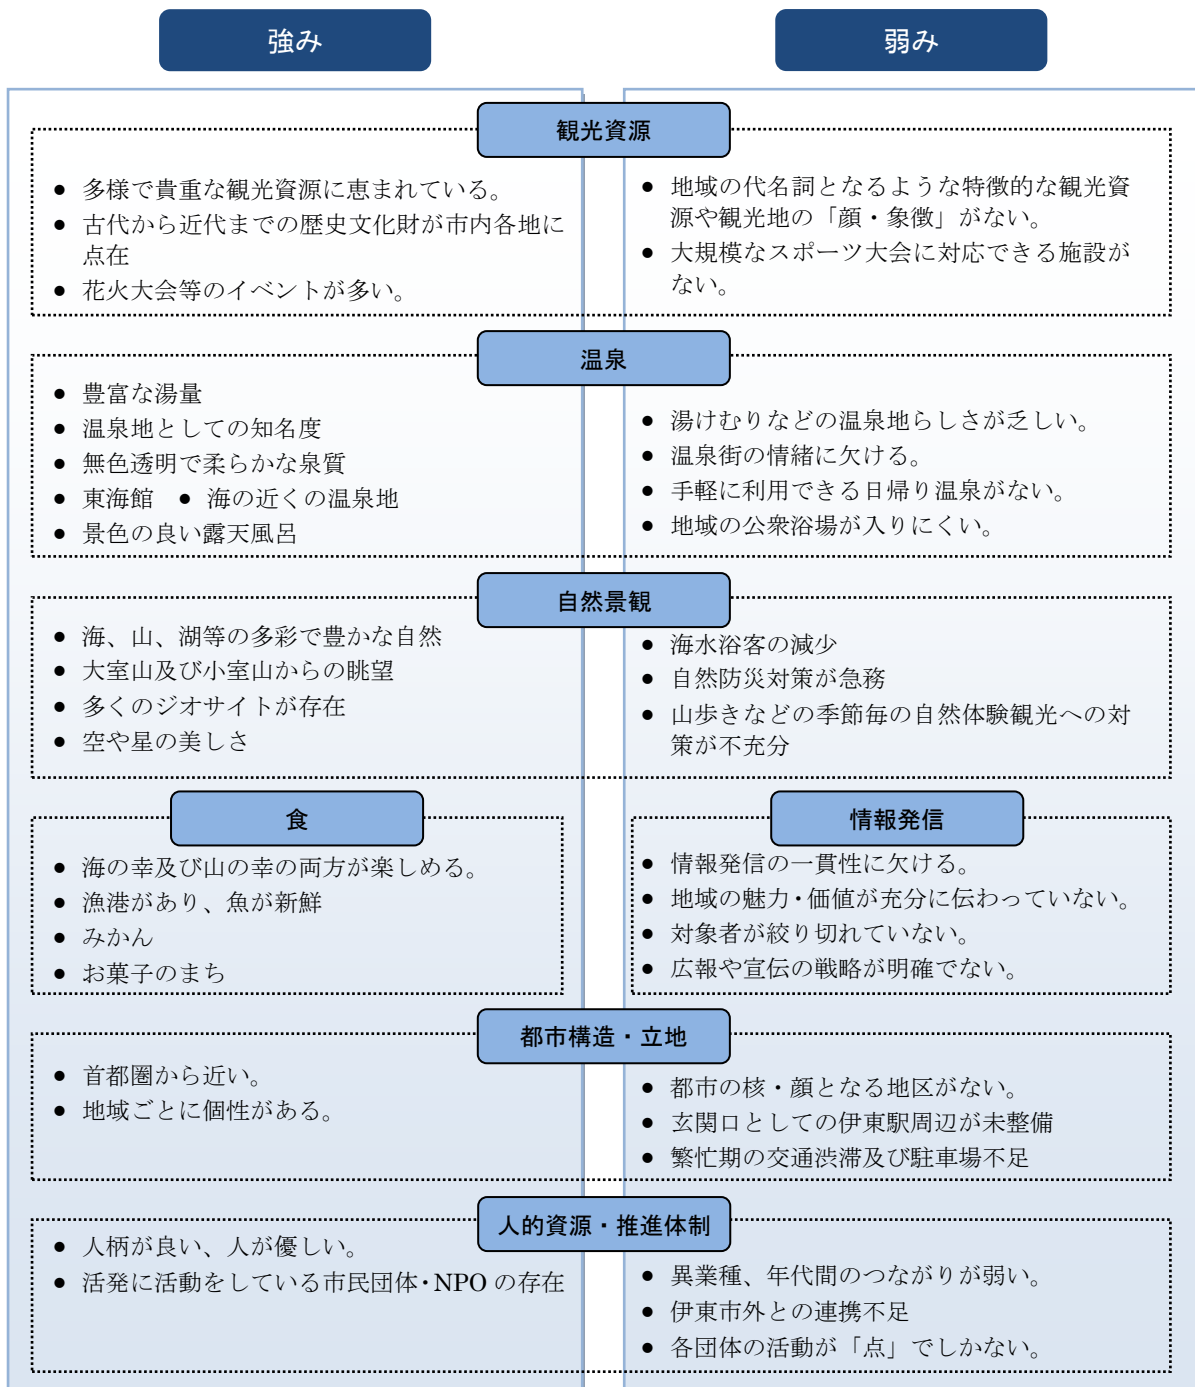 強み
弱み
観光資源
● 多様で貴重な観光資源に恵まれている。
● 古代から近代までの歴史文化財が市内各地に
点在
● 花火大会等のイベントが多い。
● 地域の代名詞となるような特徴的な観光資
源や観光地の「顔・象徴」がない。
● 大規模なスポーツ大会に対応できる施設が
ない。
温泉
● 豊富な湯量
● 温泉地としての知名度
● 無色透明で柔らかな泉質
● 東海館 ● 海の近くの温泉地
● 景色の良い露天風呂
● 湯けむりなどの温泉地らしさが乏しい。
● 温泉街の情緒に欠ける。
● 手軽に利用できる日帰り温泉がない。
● 地域の公衆浴場が入りにくい。
自然景観
● 海、山、湖等の多彩で豊かな自然
● 大室山及び小室山からの眺望
● 多くのジオサイトが存在
● 空や星の美しさ
● 海水浴客の減少
● 自然防災対策が急務
● 山歩きなどの季節毎の自然体験観光への対
策が不充分
食
● 海の幸及び山の幸の両方が楽しめる。
● 漁港があり、魚が新鮮
● みかん
● お菓子のまち
情報発信
● 情報発信の一貫性に欠ける。
● 地域の魅力・価値が充分に伝わっていない。
● 対象者が絞り切れていない。
● 広報や宣伝の戦略が明確でない。
都市構造・立地
● 首都圏から近い。
● 地域ごとに個性がある。
● 都市の核・顔となる地区がない。
● 玄関口としての伊東駅周辺が未整備
● 繁忙期の交通渋滞及び駐車場不足
人的資源・推進体制
● 人柄が良い、人が優しい。
● 活発に活動をしている市民団体・NPO の存在
● 異業種、年代間のつながりが弱い。
● 伊東市外との連携不足
● 各団体の活動が「点」でしかない。